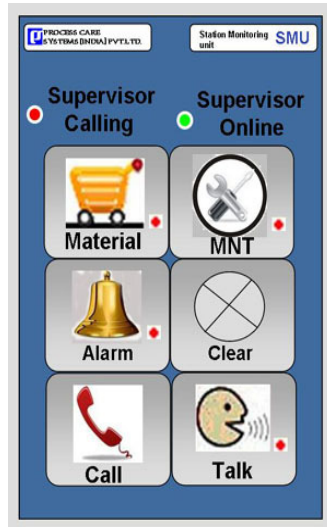 PROCESS CARE
SYSTEMS (INDIA) PVT.LTD.
Station Monitoring
unit
SMU
Supervisor
Calling
Supervisor
Online
Material
MNT
Alarm
Clear
Call
Talk